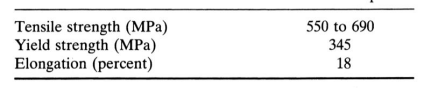 Tensile strength (MPa) 550 to 690
Yield strength (MPa) 345
Elongation (percent) 18